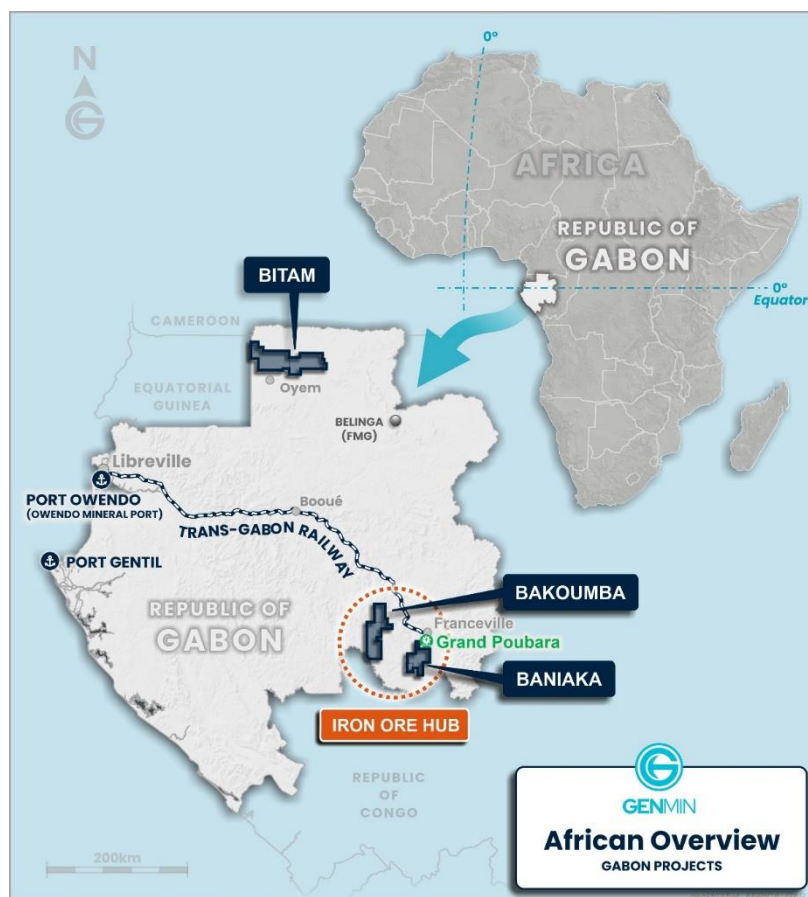 N
0°
AFRICA
REPUBLIC OF
GABON
0°
Equator
BITAM
CAMEROON
EQUATORIAL
GUINEA
Oyem
BELINGA
(FMG)
Libreville
PORT OWENDO
(OWENDO MINERAL PORT)
Booué
TRANS-GABON RAILWAY
PORT GENTIL
REPUBLIC OF
GABON
BAKOUMBA
Franceville
Grand Poubara
BANIAKA
IRON ORE HUB
REPUBLIC
OF
CONGO
200km
GENMIN
African Overview
GABON PROJECTS